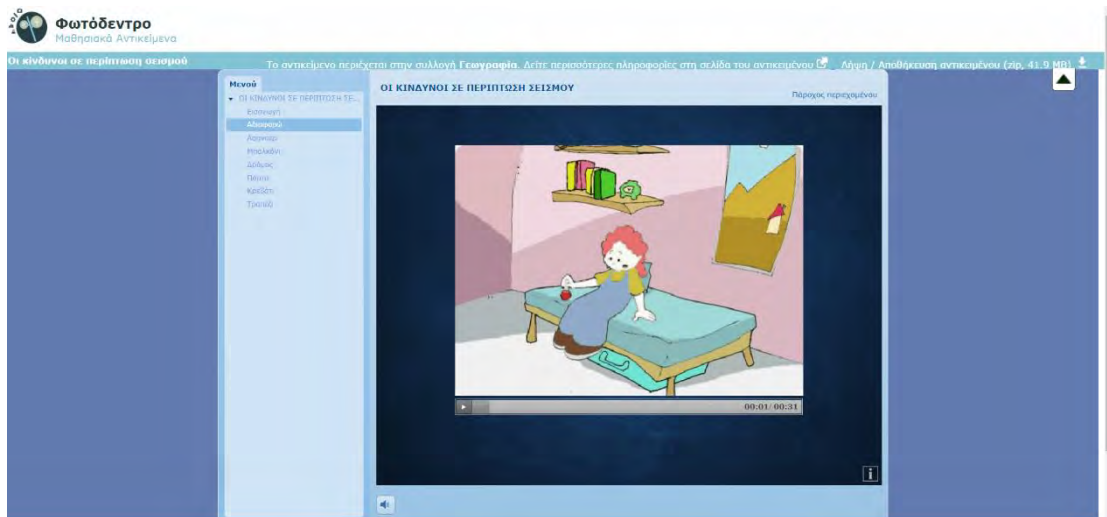 Φωτόδεντρο
Μαθησιακά Αντικείμενα
Οι κίνδυνοι σε περίπτωση σεισμού
Το αντικείμενο περιέχεται στην συλλογή Γεωγραφία. Δείτε περισσότερες πληροφορίες στη σελίδα του αντικειμένου
Λήψη / Αποθήκευση αντικειμένου (zip, 41.9 MB)
Μενού
ΟΙ ΚΙΝΔΥΝΟΙ ΣΕ ΠΕΡΙΠΤΩΣΗ ΣΕ...
Εισαγωγή
Μπαλκόνι
ΟΙ ΚΙΝΔΥΝΟΙ ΣΕ ΠΕΡΙΠΤΩΣΗ ΣΕΙΣΜΟΥ
Πάροχος περιεχομένου
00:01/ 00:31
i